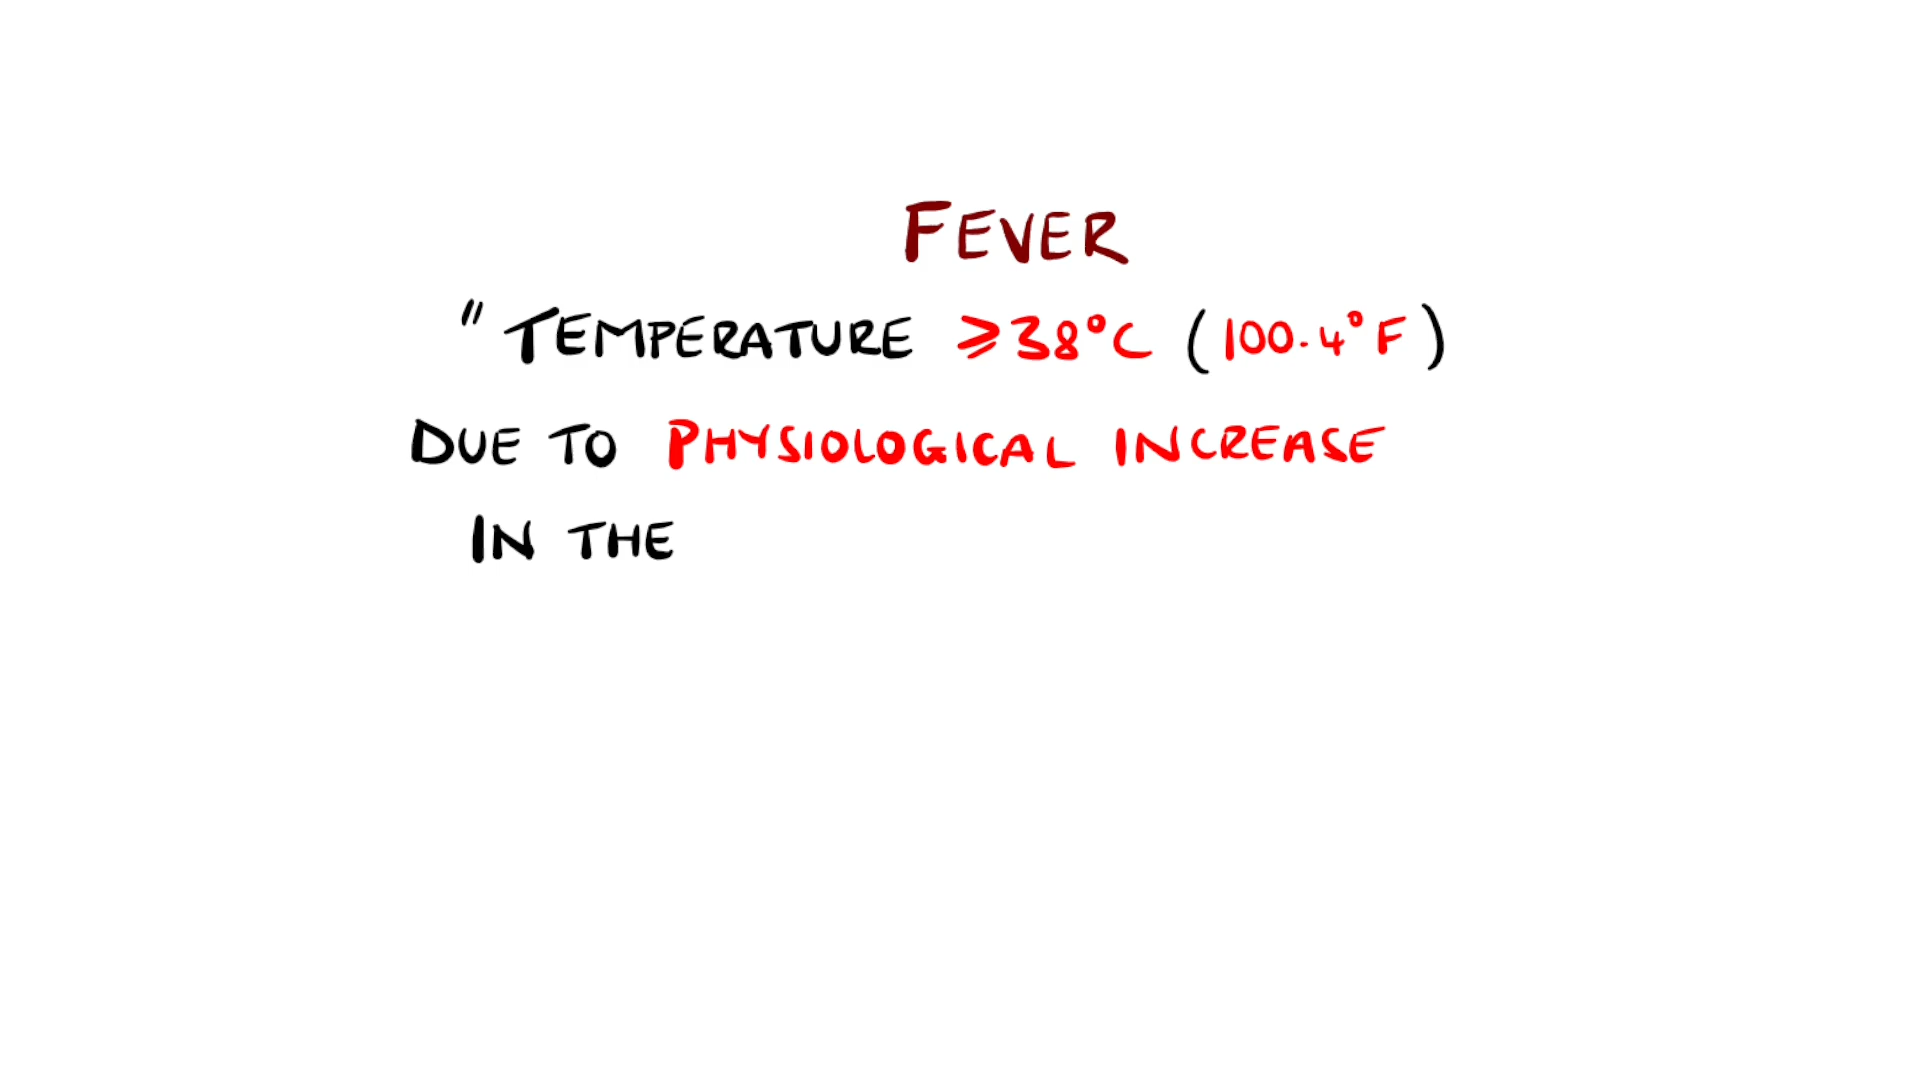 FEVER
" TEMPERATURE ⩾38°C (100.4°F)
DUE TO PHYSIOLOGICAL INCREASE
IN THE